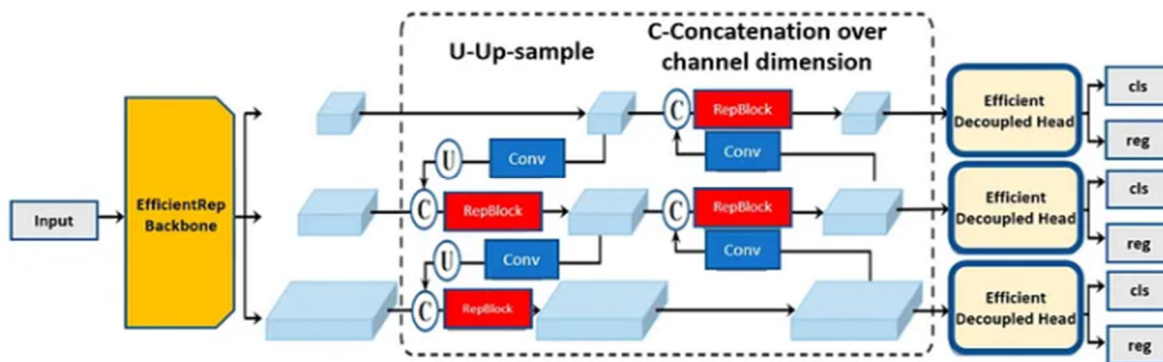 U-Up-sample
C-Concatenation over
channel dimension
Input
EfficientRep
Backbone
C
RepBlock
Conv
U
Conv
C
RepBlock
C
RepBlock
Conv
U
Conv
C
RepBlock
Efficient
Decoupled Head
cls
reg
Efficient
Decoupled Head
cls
reg
Efficient
Decoupled Head
cls
reg